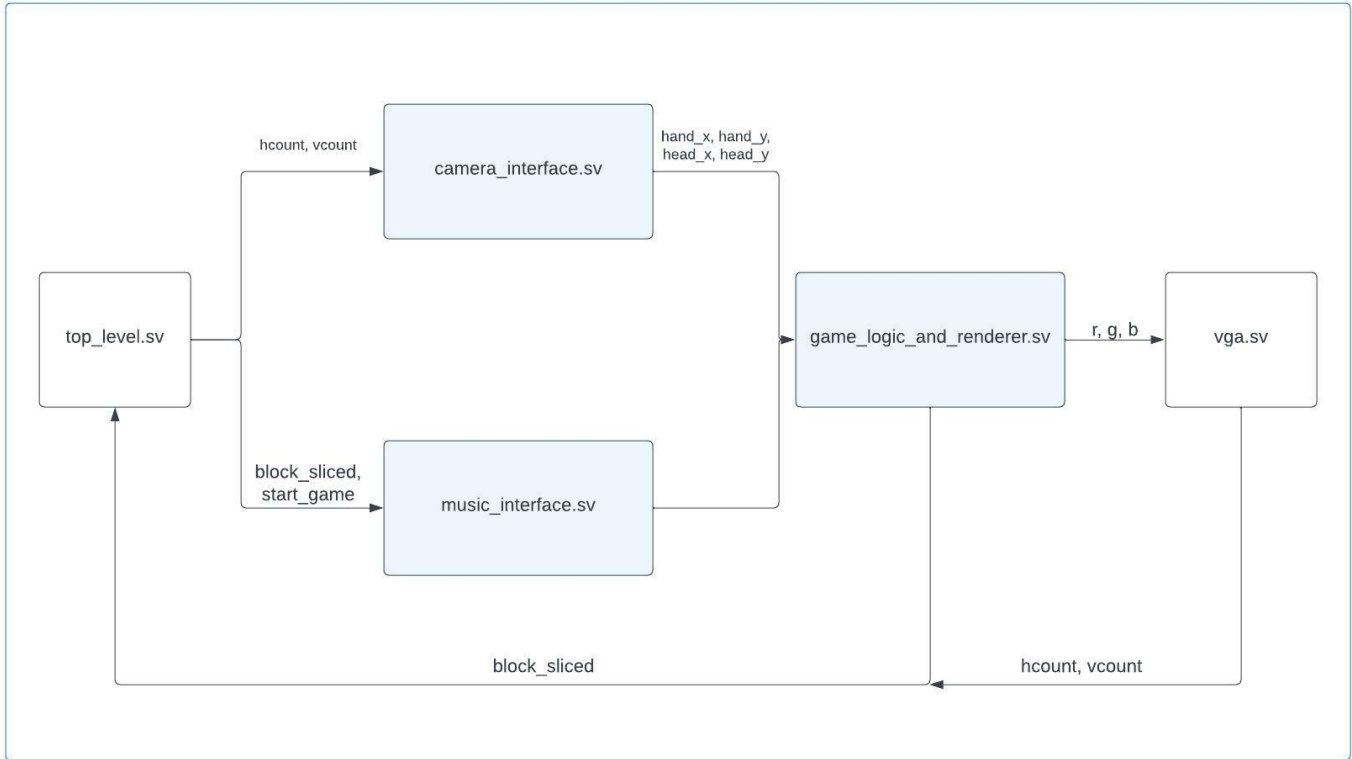 hcount, vcount
camera_interface.sv
hand_x, hand_y,
head_x, head_y
top_level.sv
game_logic_and_renderer.sv
r, g, b
vga.sv
block_sliced,
start_game
music_interface.sv
block_sliced
hcount, vcount